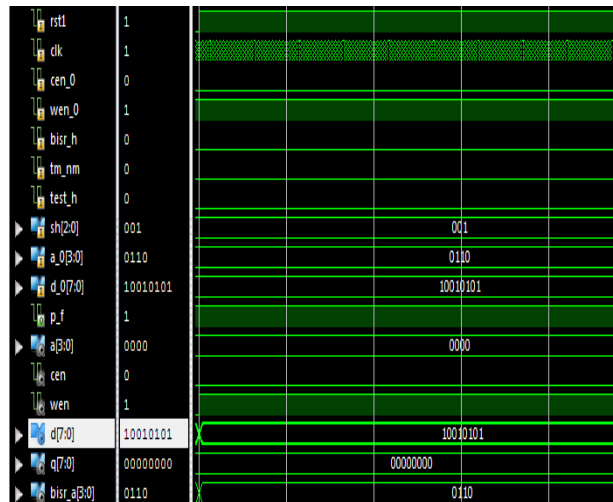 rst1 1
clk 1
cen_0 0
wen_0 1
bisr_h 0
tm_nm 0
test_h 0
sh[2:0] 001 001
a_0[3:0] 0110 0110
d_0[7:0] 10010101 10010101
p_f 1
a[3:0] 0000 0000
cen 0
wen 1
d[7:0] 10010101 10010101
q[7:0] 00000000 00000000
bisr_a[3:0] 0110 0110